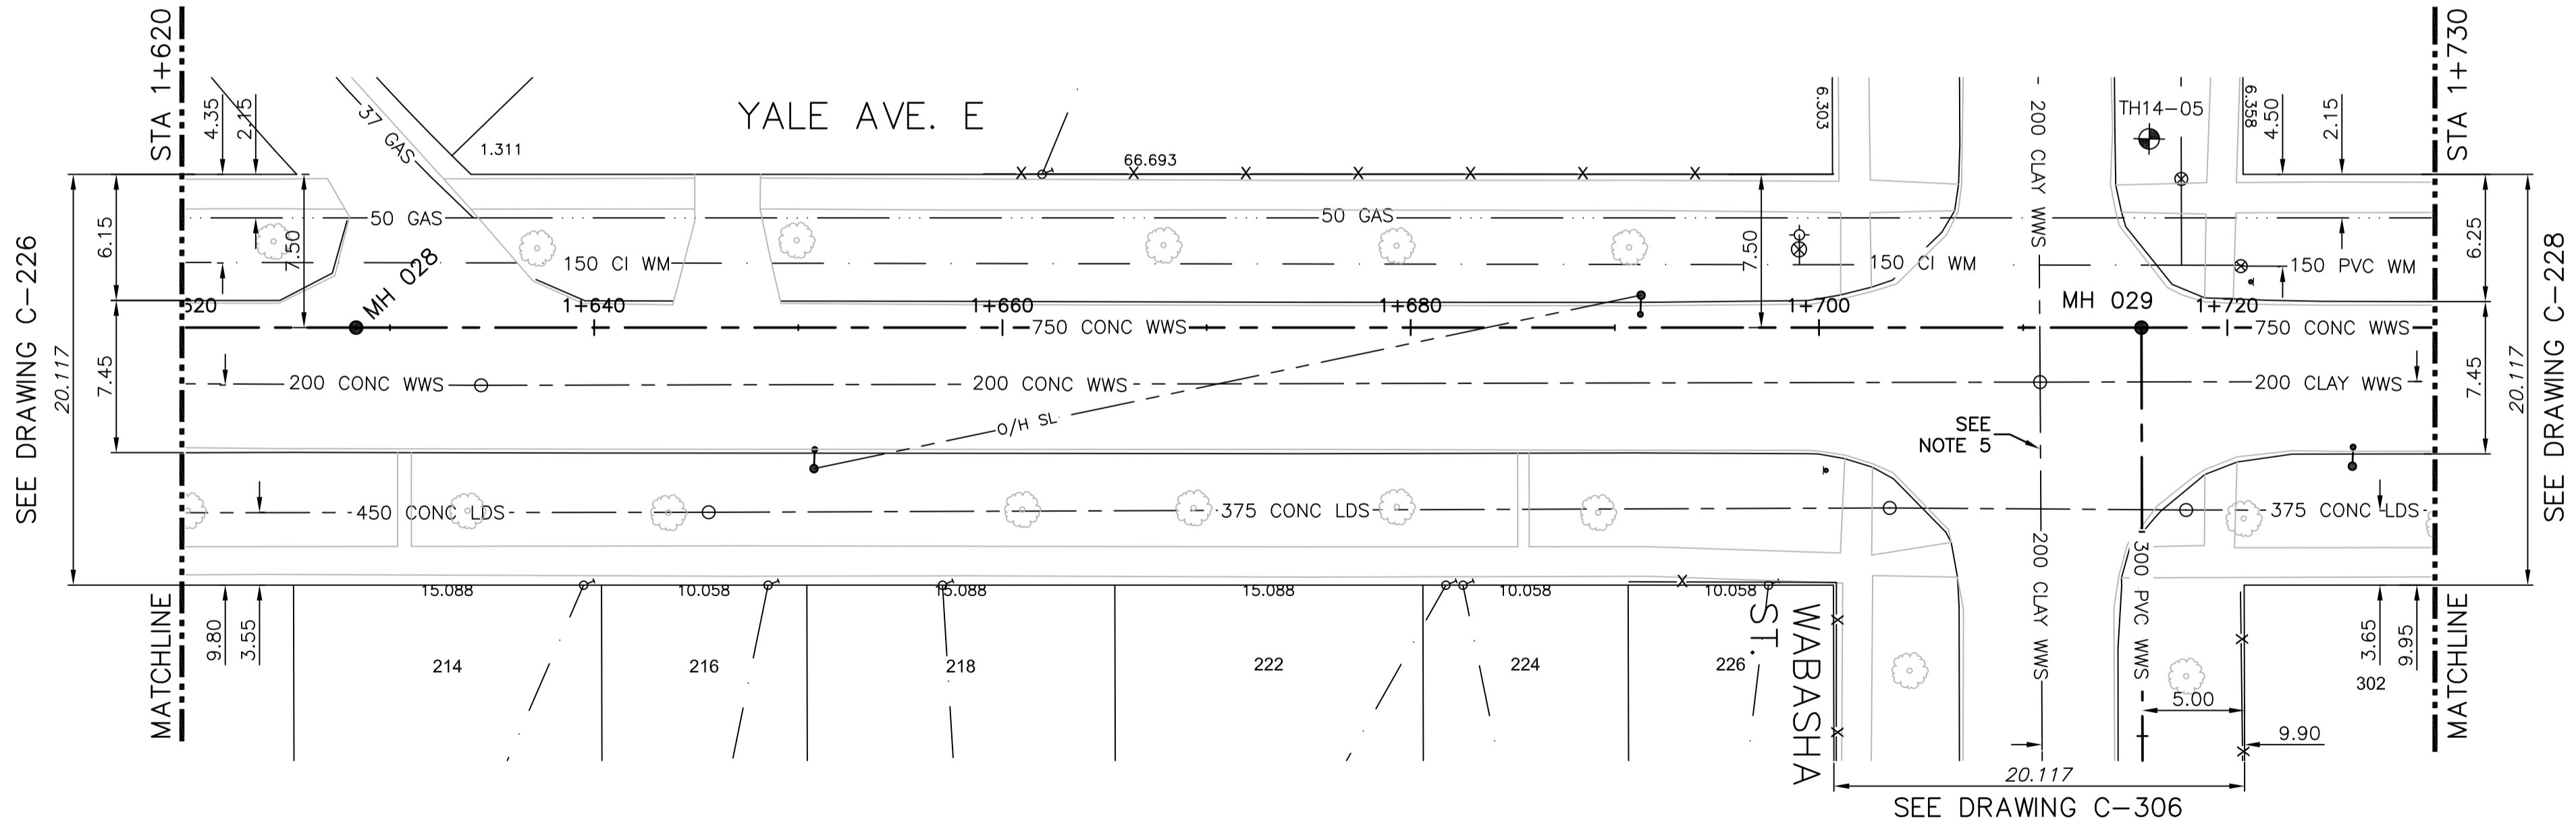 STA 1+620
4.35
2.15
37 GAS
1.311
YALE AVE. E
66.693
6.303
200 CLAY WWS
TH14-05
6.358
4.50
2.15
STA 1+730
6.15
50 GAS
50 GAS
7.50
7.50
6.25
150 CI WM
150 CI WM
150 PVC WM
MH 028
620
1+640
1+660
1+680
1+700
MH 029
1+720
750 CONC WWS
750 CONC WWS
SEE DRAWING C-226
20.117
7.45
200 CONC WWS
200 CONC WWS
200 CLAY WWS
7.45
20.117
SEE DRAWING C-228
O/H SL
SEE
NOTE 5
450 CONC LDS
375 CONC LDS
375 CONC LDS
200 CLAY WWS
300 PVC WWS
15.088
10.058
15.088
15.088
10.058
10.058
MATCHLINE
9.80
3.55
214
216
218
222
224
226
WABASHA
ST.
5.00
302
3.65
9.95
MATCHLINE
9.90
20.117
SEE DRAWING C-306